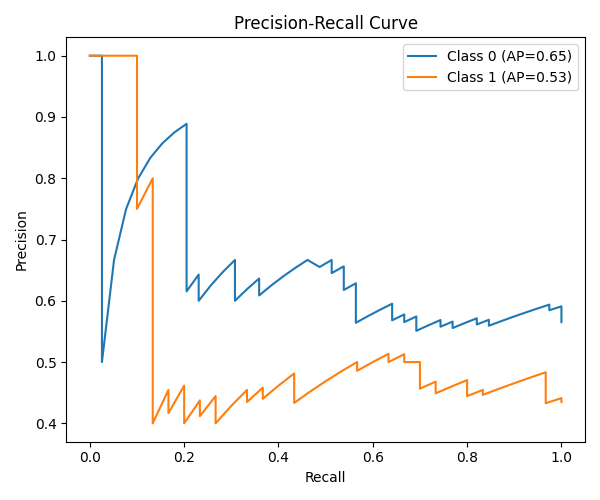 Precision-Recall Curve
Class 0 (AP=0.65)
Class 1 (AP=0.53)
Precision
1.0
0.9
0.8
0.7
0.6
0.5
0.4
0.0 0.2 0.4 0.6 0.8 1.0
Recall